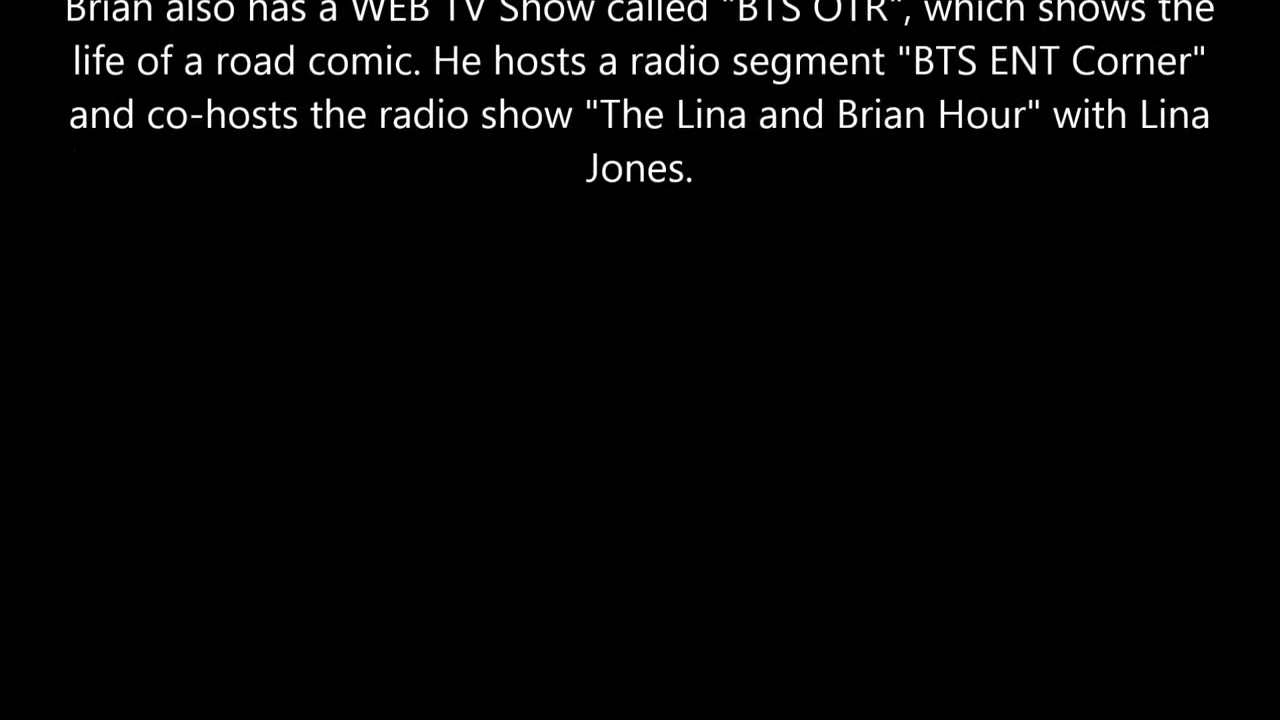 Brian also has a WEB TV Show called "BTS OTR", which shows the
life of a road comic. He hosts a radio segment "BTS ENT Corner"
and co-hosts the radio show "The Lina and Brian Hour" with Lina
Jones.